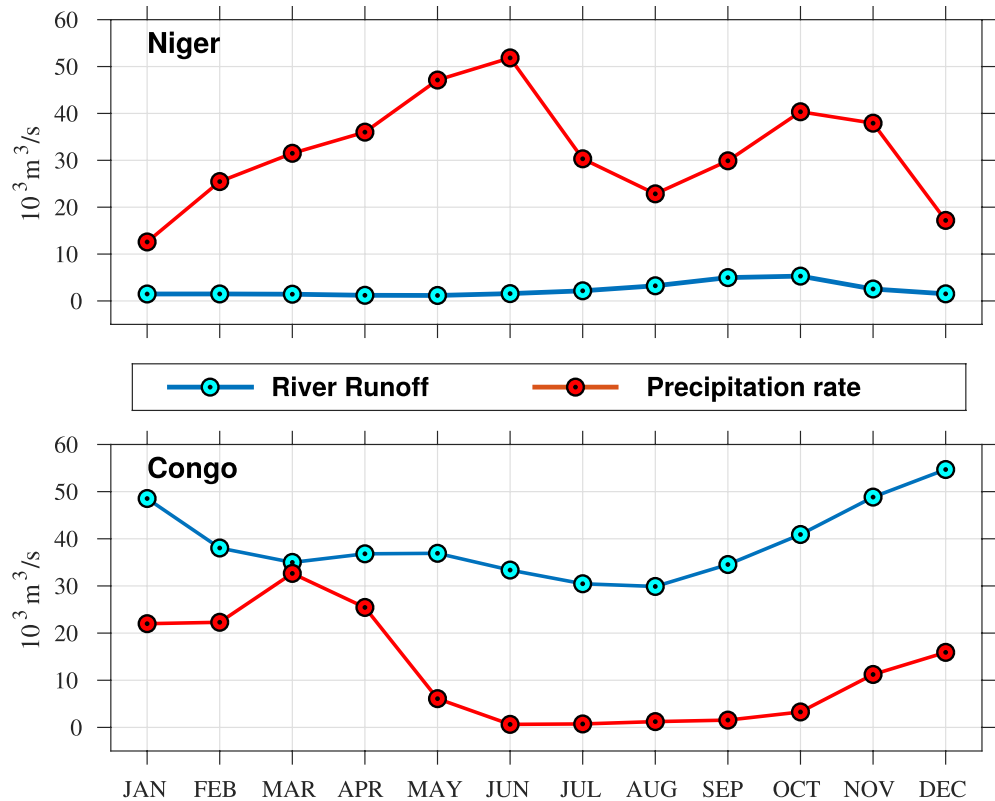 Niger
60
50
40
30
20
10
0
10³ m³/s
River Runoff Precipitation rate
Congo
60
50
40
30
20
10
0
10³ m³/s
JAN FEB MAR APR MAY JUN JUL AUG SEP OCT NOV DEC